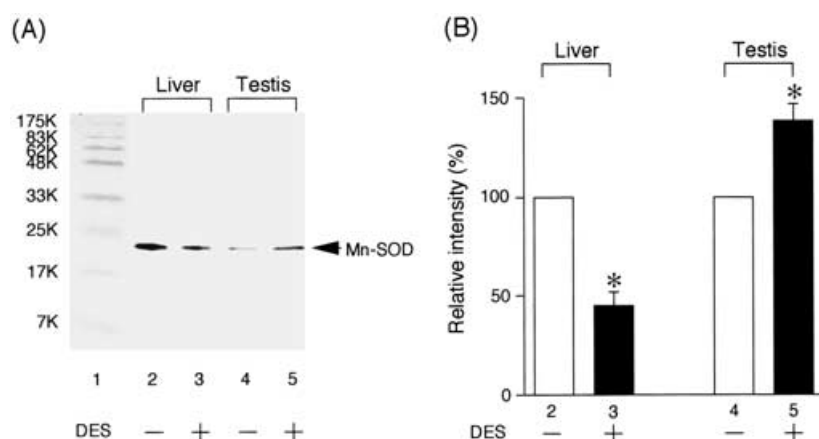 (A)
Liver Testis
175K
83K
62K
48K
33K
25K
17K
7K
Mn-SOD
1 2 3 4 5
DES − + − +
(B)
Liver Testis
Relative intensity (%)
150
100
50
0
* *
2 3 4 5
DES − + − +